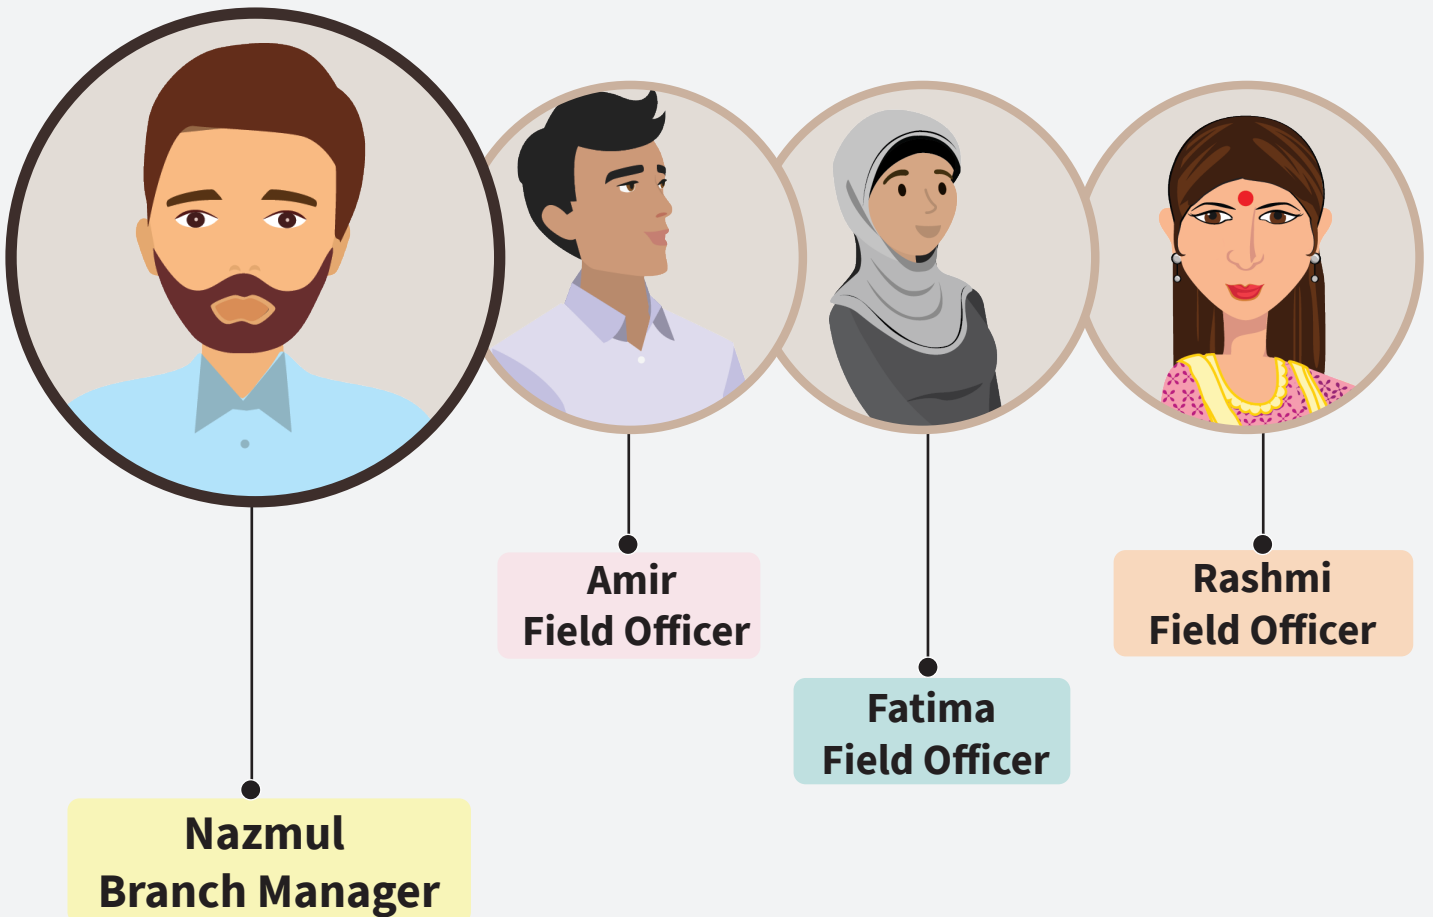 Amir
Field Officer
Rashmi
Field Officer
Fatima
Field Officer
Nazmul
Branch Manager